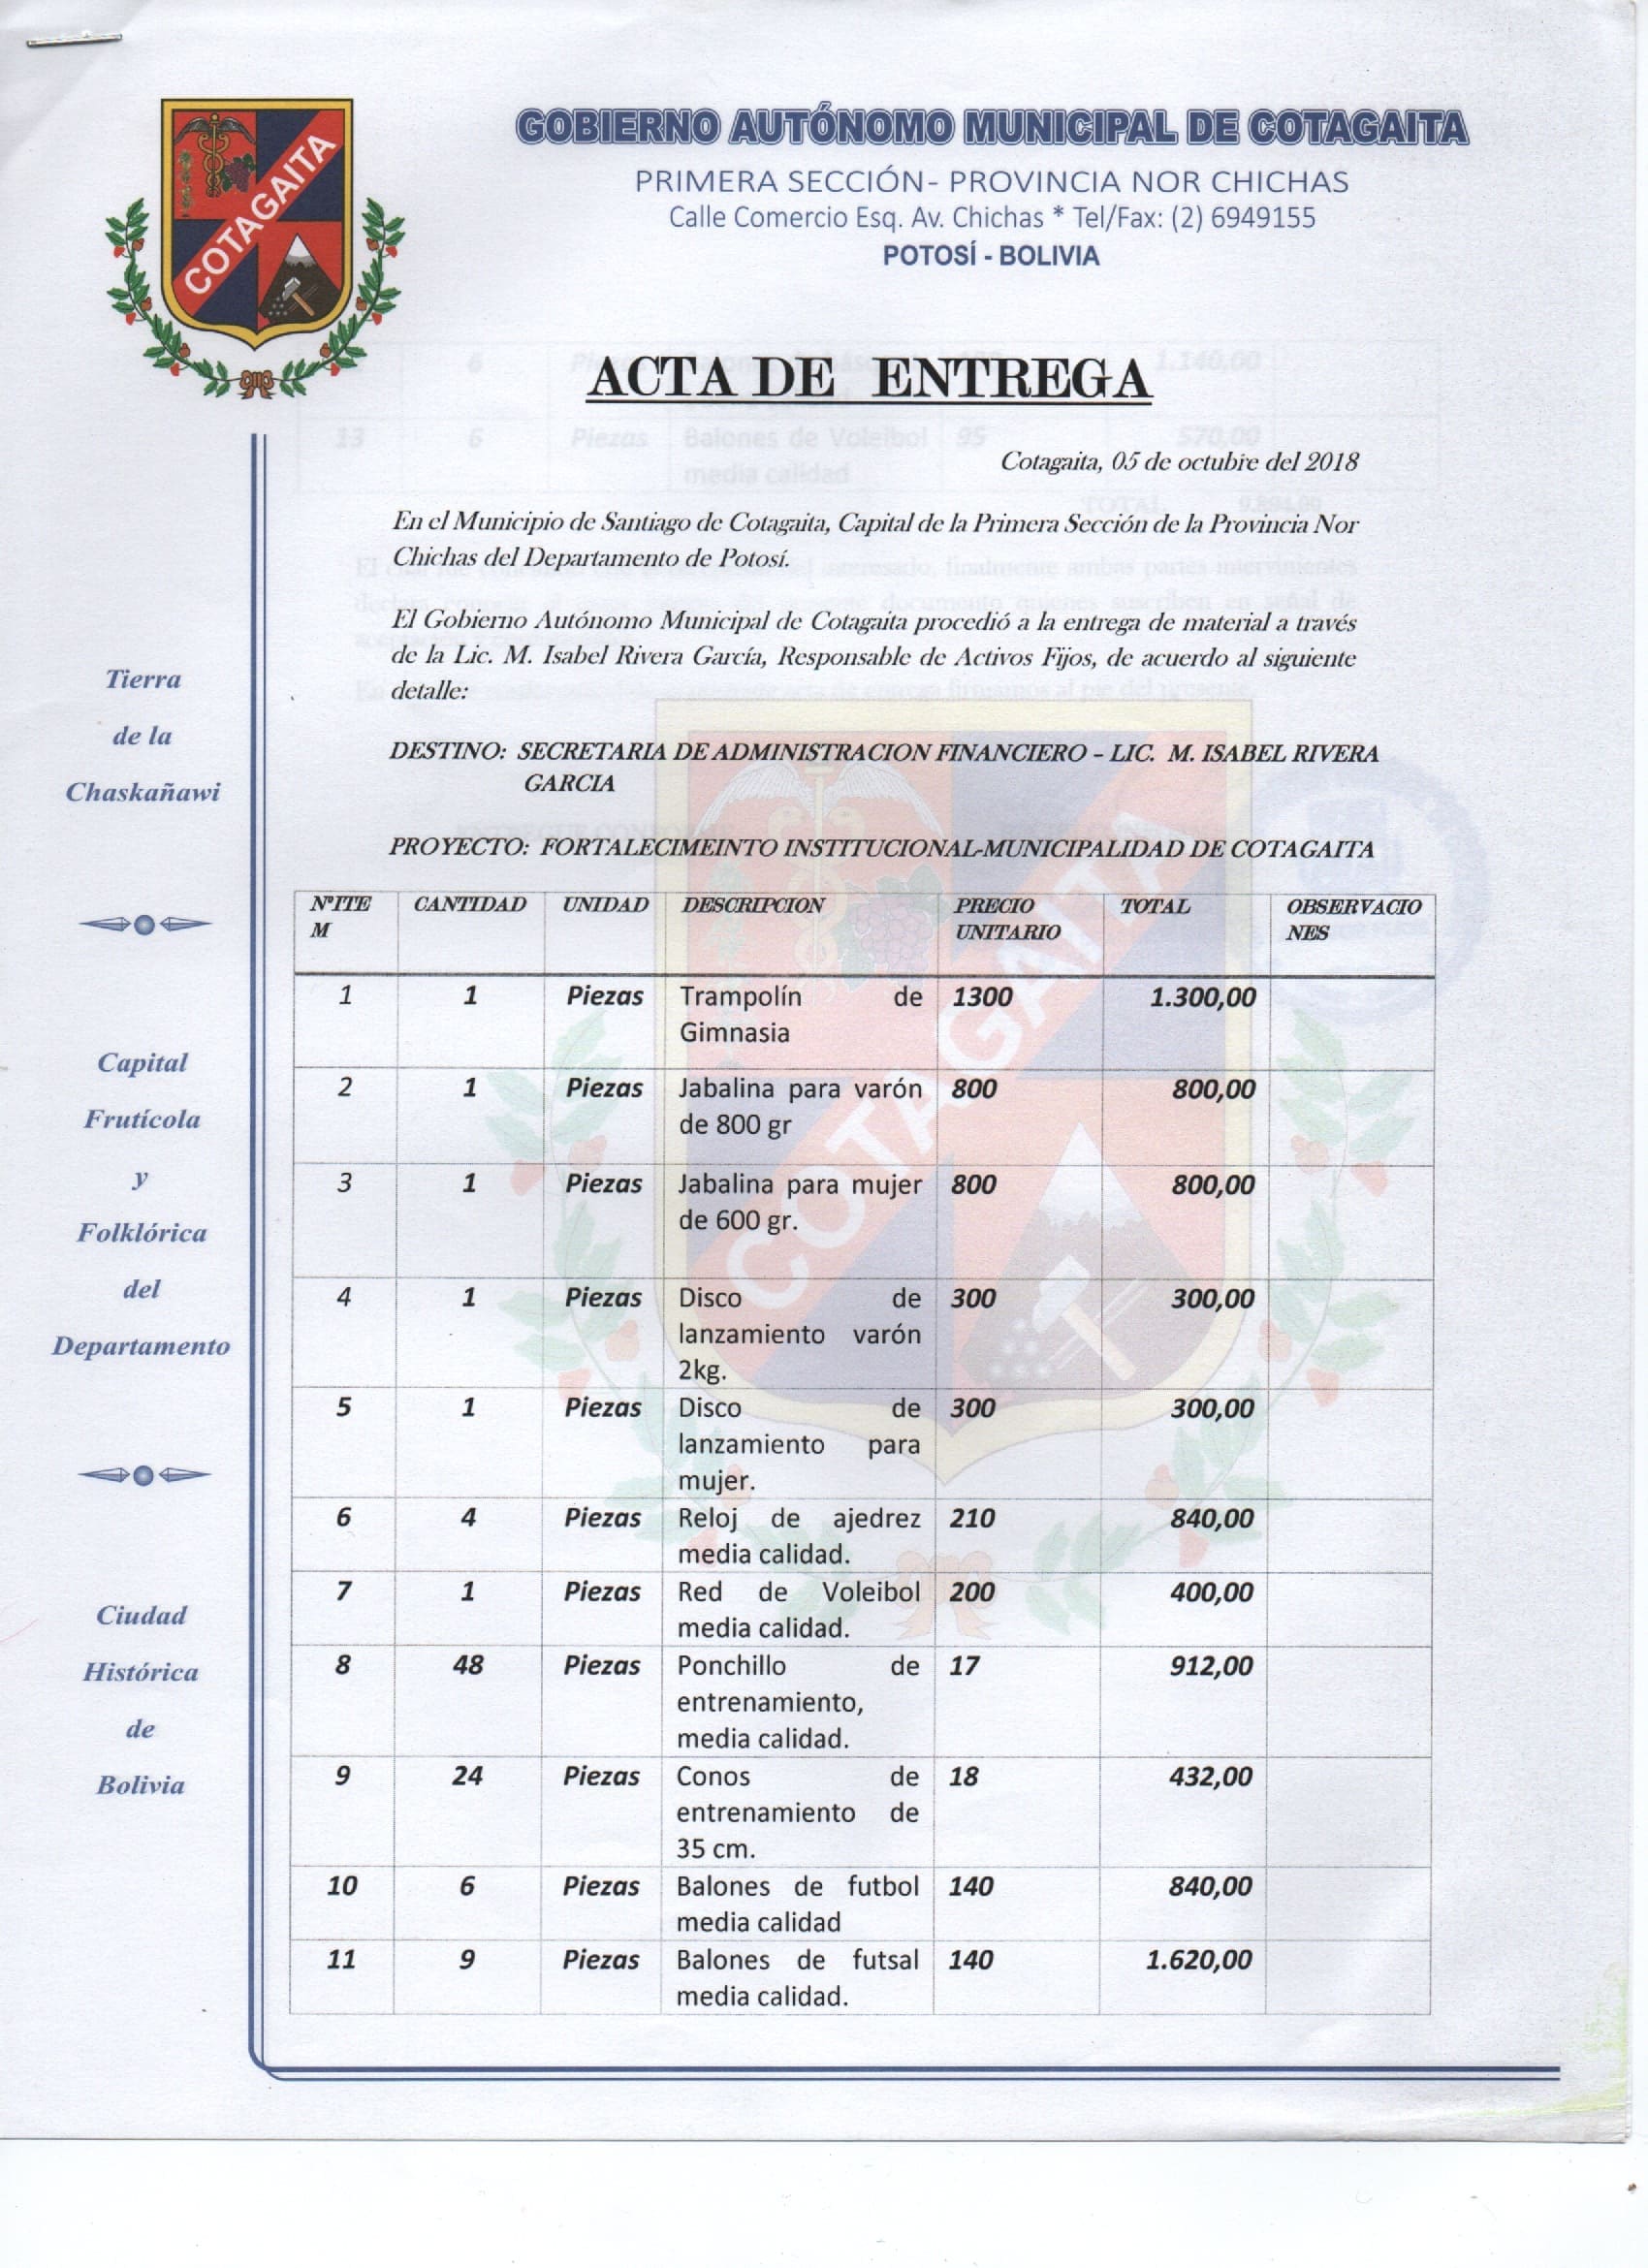 COTAGAITA
GOBIERNO AUTÓNOMO MUNICIPAL DE COTAGAITA
PRIMERA SECCIÓN- PROVINCIA NOR CHICHAS
Calle Comercio Esq. Av. Chichas * Tel/Fax: (2) 6949155
POTOSÍ - BOLIVIA
ACTA DE ENTREGA
Cotagaita, 05 de octubre del 2018
En el Municipio de Santiago de Cotagaita, Capital de la Primera Sección de la Provincia Nor
Chichas del Departamento de Potosí.
El Gobierno Autónomo Municipal de Cotagaita procedió a la entrega de material a través
de la Lic. M. Isabel Rivera García, Responsable de Activos Fijos, de acuerdo al siguiente
detalle:
DESTINO: SECRETARIA DE ADMINISTRACION FINANCIERO – LIC. M. ISABEL RIVERA
GARCIA
PROYECTO: FORTALECIMEINTO INSTITUCIONAL-MUNICIPALIDAD DE COTAGAITA
NºITE CANTIDAD UNIDAD DESCRIPCION PRECIO TOTAL OBSERVACIO
M UNITARIO NES
1 1 Piezas Trampolín de 1300 1.300,00
Gimnasia
2 1 Piezas Jabalina para varón 800 800,00
de 800 gr
3 1 Piezas Jabalina para mujer 800 800,00
de 600 gr.
4 1 Piezas Disco de 300 300,00
lanzamiento varón
2kg.
5 1 Piezas Disco de 300 300,00
lanzamiento para
mujer.
6 4 Piezas Reloj de ajedrez 210 840,00
media calidad.
7 1 Piezas Red de Voleibol 200 400,00
media calidad.
8 48 Piezas Ponchillo de 17 912,00
entrenamiento,
media calidad.
9 24 Piezas Conos de 18 432,00
entrenamiento de
35 cm.
10 6 Piezas Balones de futbol 140 840,00
media calidad
11 9 Piezas Balones de futsal 140 1.620,00
media calidad.
Tierra
de la
Chaskañawi
Capital
Frutícola
y
Folklórica
del
Departamento
Ciudad
Histórica
de
Bolivia
COTAGAITA